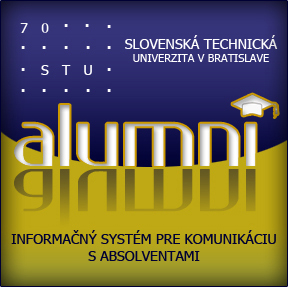 70
STU
SLOVENSKÁ TECHNICKÁ
UNIVERZITA V BRATISLAVE
alumni
INFORMAČNÝ SYSTÉM PRE KOMUNIKÁCIU
S ABSOLVENTAMI